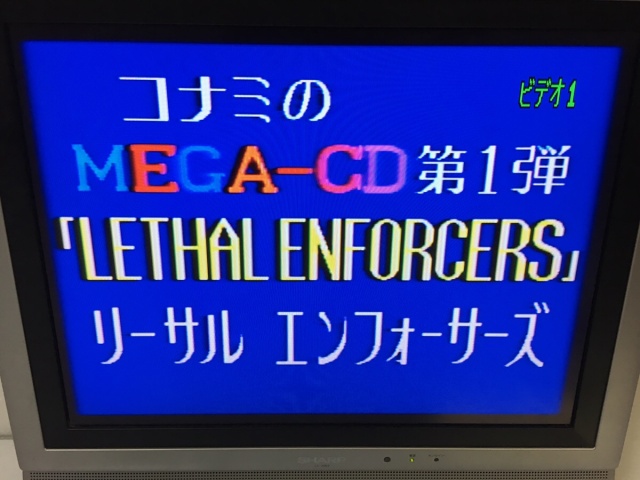 コナミの
ビデオ1
MEGA-CD第1弾
「LETHAL ENFORCERS」
リーサル エンフォーサーズ